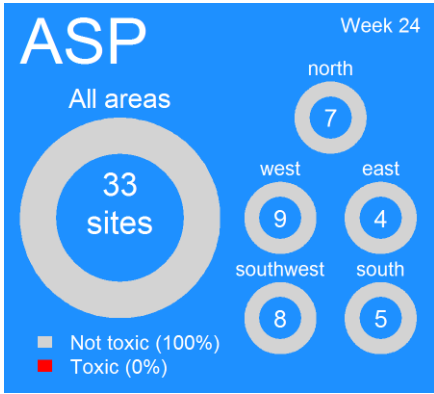 ASP
Week 24
All areas
33
sites
north
7
west
9
east
4
southwest
8
south
5
Not toxic (100%)
Toxic (0%)